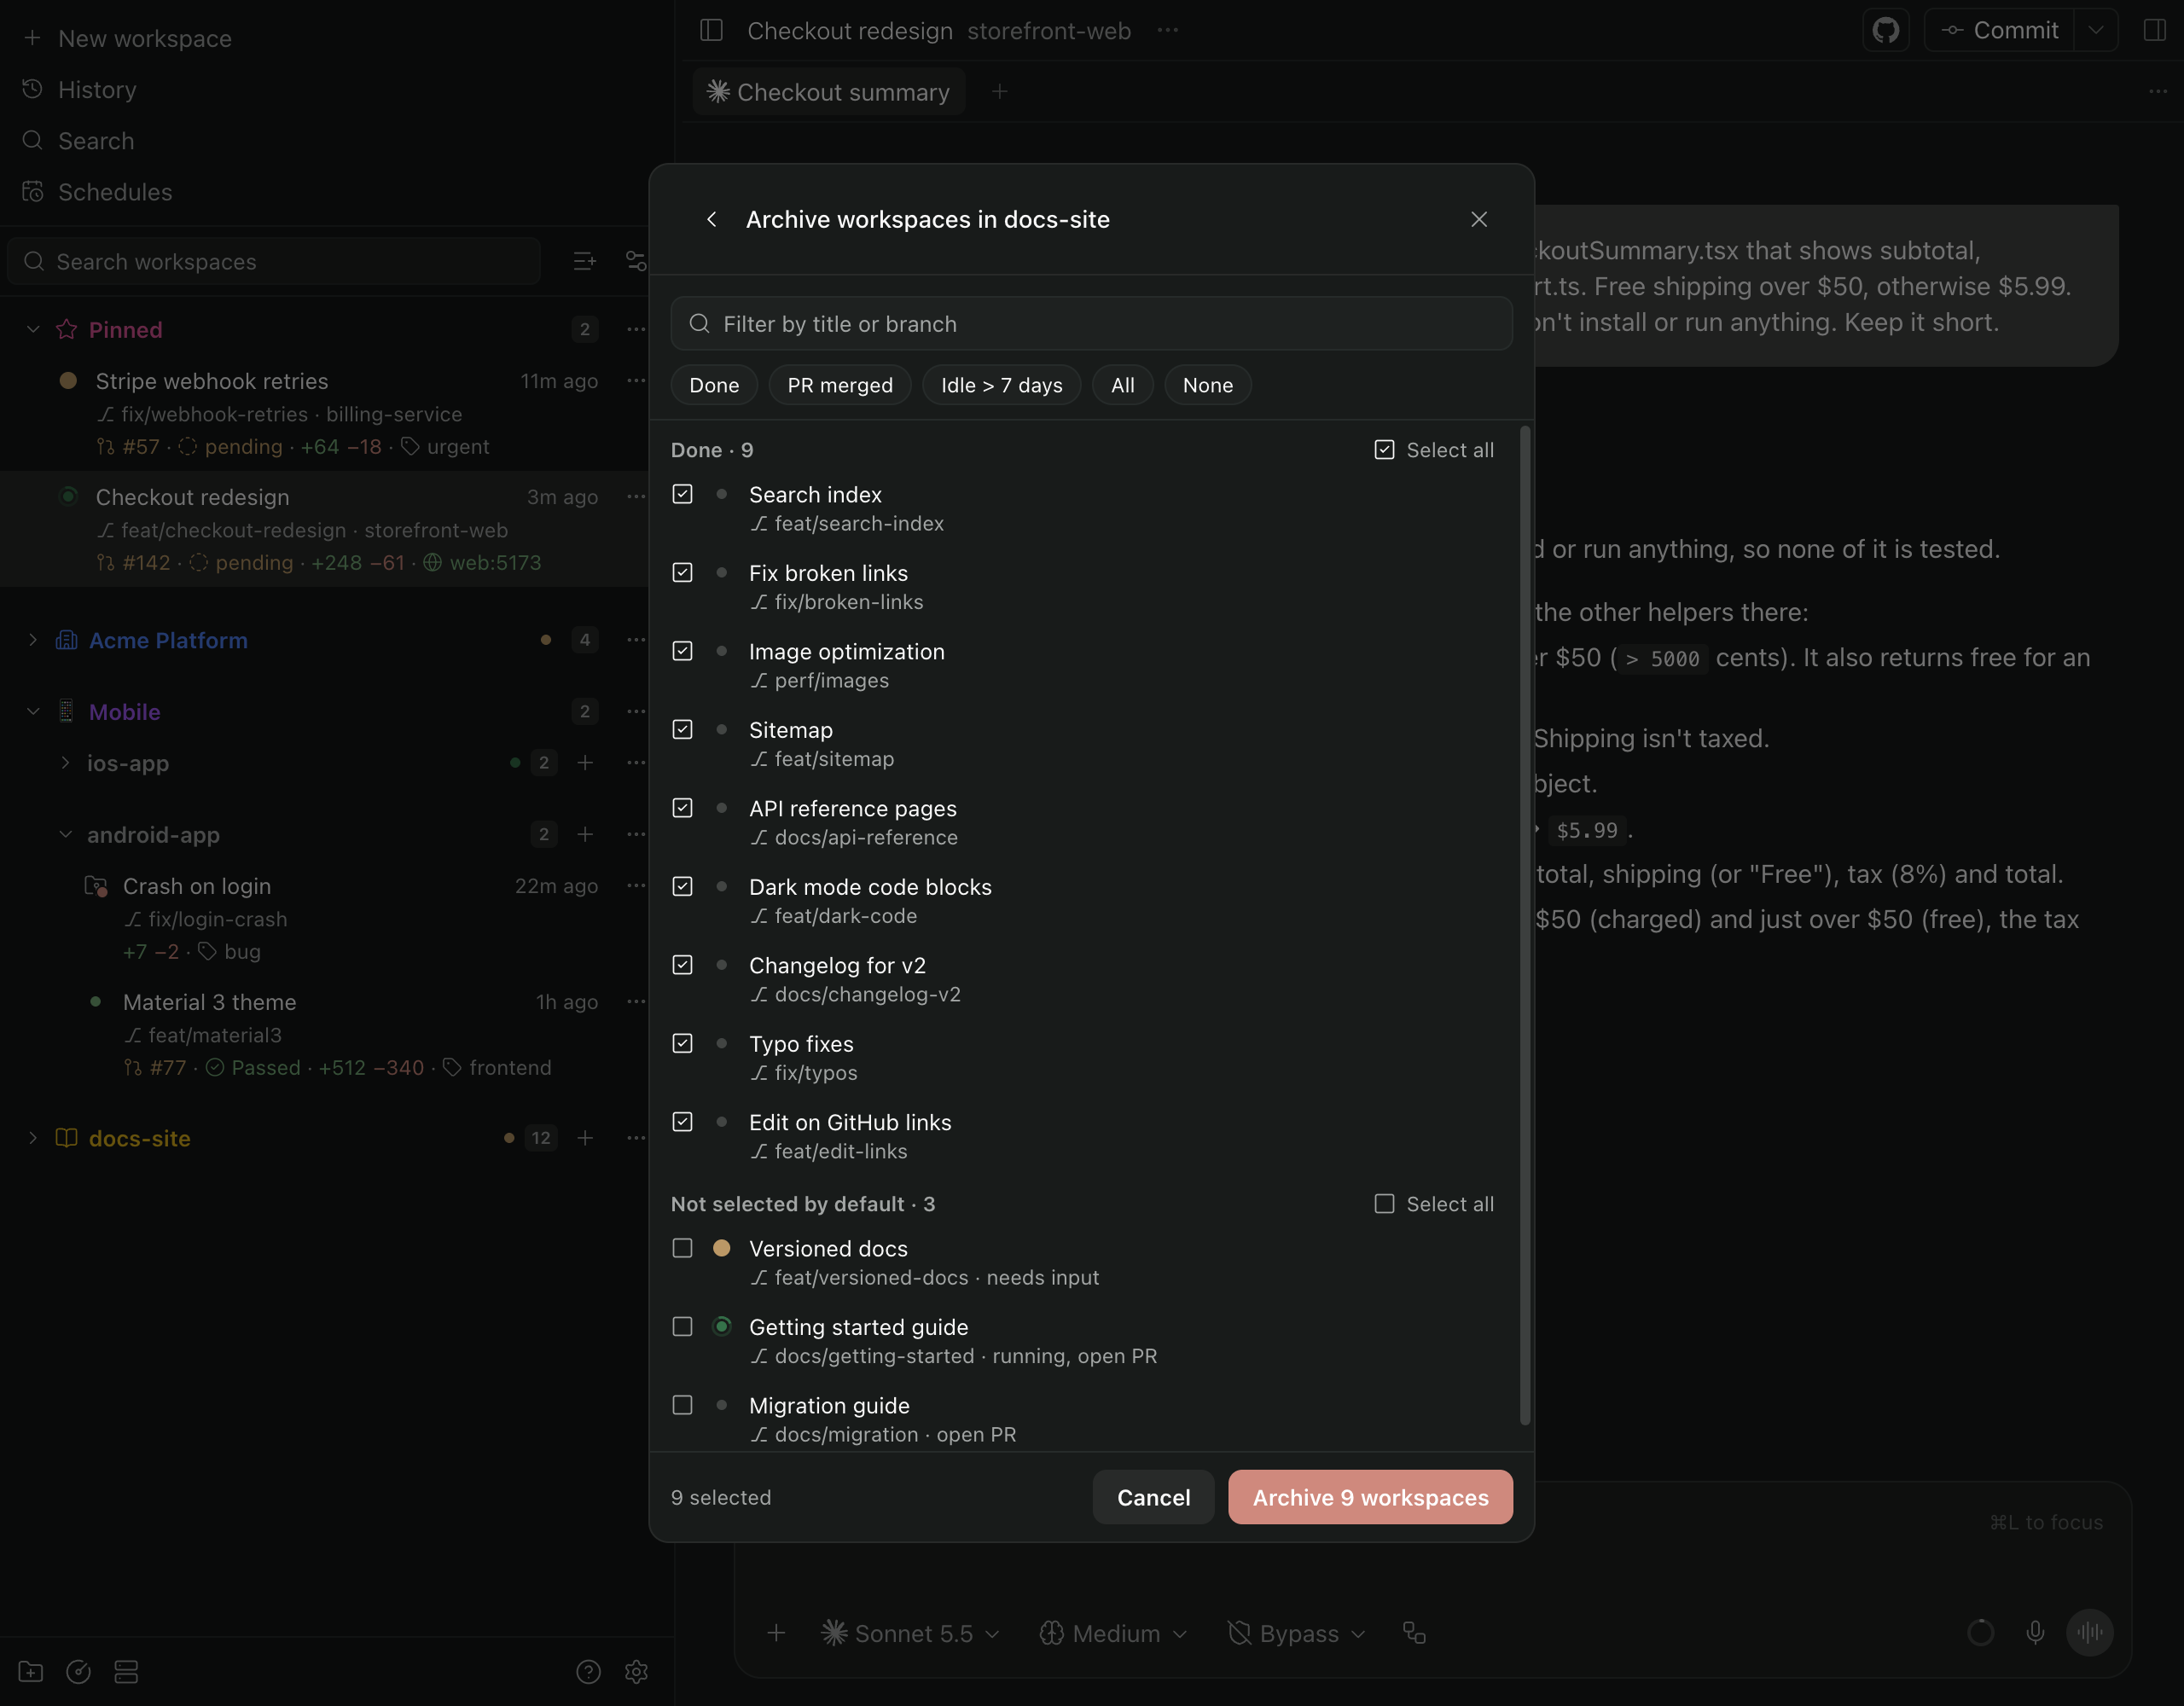 New workspace
History
Search
Schedules
Search workspaces
Pinned 2
Stripe webhook retries 11m ago
fix/webhook-retries · billing-service
#57 · pending · +64 −18 · urgent
Checkout redesign 3m ago
feat/checkout-redesign · storefront-web
#142 · pending · +248 −61 · web:5173
Acme Platform 4
Mobile 2
ios-app 2
android-app 2
Crash on login 22m ago
fix/login-crash
+7 −2 · bug
Material 3 theme 1h ago
feat/material3
#77 · Passed · +512 −340 · frontend
docs-site 12
Checkout redesign storefront-web ···
Commit
Checkout summary
Archive workspaces in docs-site
Filter by title or branch
Done
PR merged
Idle > 7 days
All
None
Done · 9 Select all
Search index
feat/search-index
Fix broken links
fix/broken-links
Image optimization
perf/images
Sitemap
feat/sitemap
API reference pages
docs/api-reference
Dark mode code blocks
feat/dark-code
Changelog for v2
docs/changelog-v2
Typo fixes
fix/typos
Edit on GitHub links
feat/edit-links
Not selected by default · 3 Select all
Versioned docs
feat/versioned-docs · needs input
Getting started guide
docs/getting-started · running, open PR
Migration guide
docs/migration · open PR
9 selected
Cancel
Archive 9 workspaces
koutSummary.tsx that shows subtotal,
rt.ts. Free shipping over $50, otherwise $5.99.
n't install or run anything. Keep it short.
d or run anything, so none of it is tested.
the other helpers there:
r $50 ( > 5000 cents). It also returns free for an
Shipping isn't taxed.
bject.
$5.99 .
total, shipping (or "Free"), tax (8%) and total.
$50 (charged) and just over $50 (free), the tax
⌘L to focus
Sonnet 5.5
Medium
Bypass